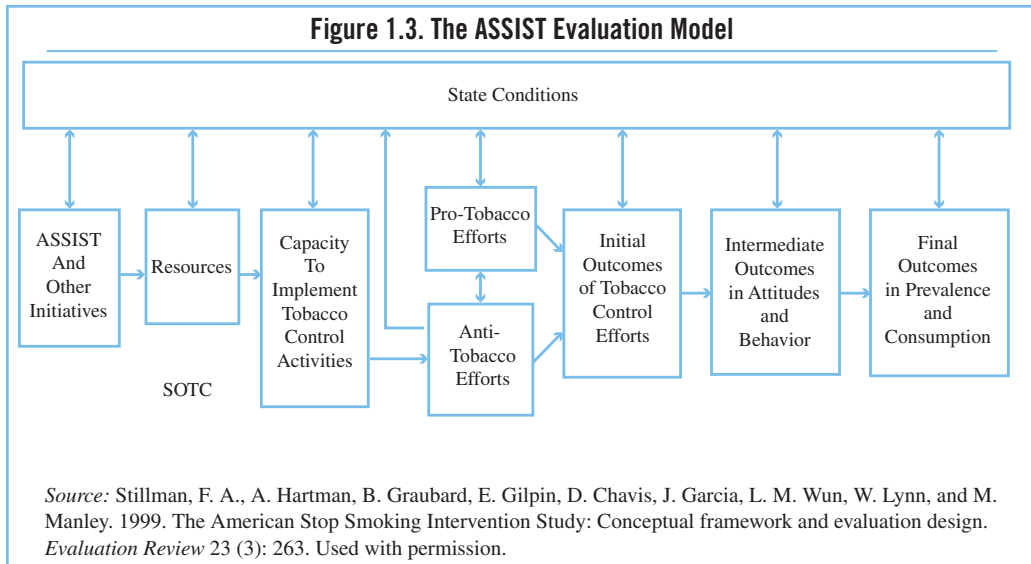 Figure 1.3. The ASSIST Evaluation Model
State Conditions
ASSIST
And
Other
Initiatives
Resources
Capacity
To
Implement
Tobacco
Control
Activities
Pro-Tobacco
Efforts
Anti-
Tobacco
Efforts
Initial
Outcomes
of Tobacco
Control
Efforts
Intermediate
Outcomes
in Attitudes
and
Behavior
Final
Outcomes
in Prevalence
and
Consumption
SOTC
Source: Stillman, F. A., A. Hartman, B. Graubard, E. Gilpin, D. Chavis, J. Garcia, L. M. Wun, W. Lynn, and M.
Manley. 1999. The American Stop Smoking Intervention Study: Conceptual framework and evaluation design.
Evaluation Review 23 (3): 263. Used with permission.